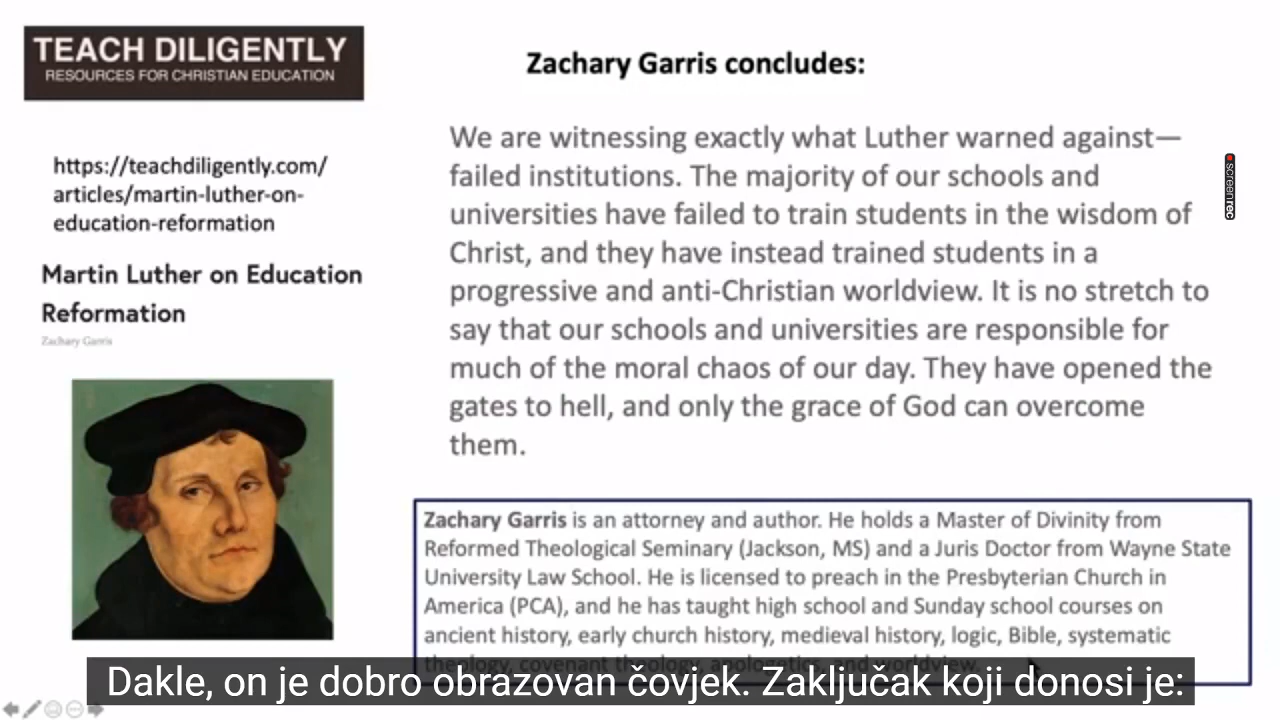 TEACH DILIGENTLY
RESOURCES FOR CHRISTIAN EDUCATION
https://teachdiligently.com/
articles/martin-luther-on-
education-reformation
Martin Luther on Education
Reformation
Zachary Garris
Zachary Garris concludes:
We are witnessing exactly what Luther warned against—
failed institutions. The majority of our schools and
universities have failed to train students in the wisdom of
Christ, and they have instead trained students in a
progressive and anti-Christian worldview. It is no stretch to
say that our schools and universities are responsible for
much of the moral chaos of our day. They have opened the
gates to hell, and only the grace of God can overcome
them.
screenrec
Zachary Garris is an attorney and author. He holds a Master of Divinity from
Reformed Theological Seminary (Jackson, MS) and a Juris Doctor from Wayne State
University Law School. He is licensed to preach in the Presbyterian Church in
America (PCA), and he has taught high school and Sunday school courses on
ancient history, early church history, medieval history, logic, Bible, systematic
theology, covenant theology, apologetics, and worldview.
Dakle, on je dobro obrazovan čovjek. Zaključak koji donosi je: